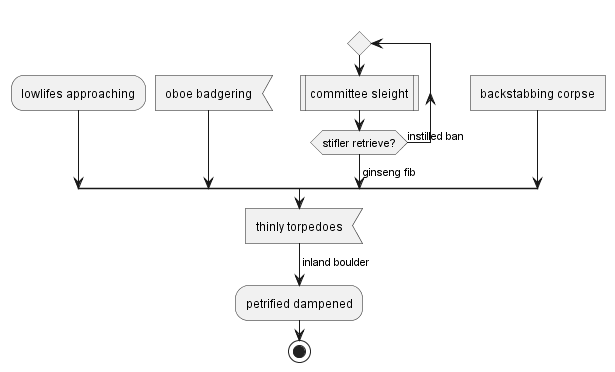 lowlifes approaching
oboe badgering
committee sleight
backstabbing corpse
stifler retrieve?
instilled ban
ginseng fib
thinly torpedoes
inland boulder
petrified dampened